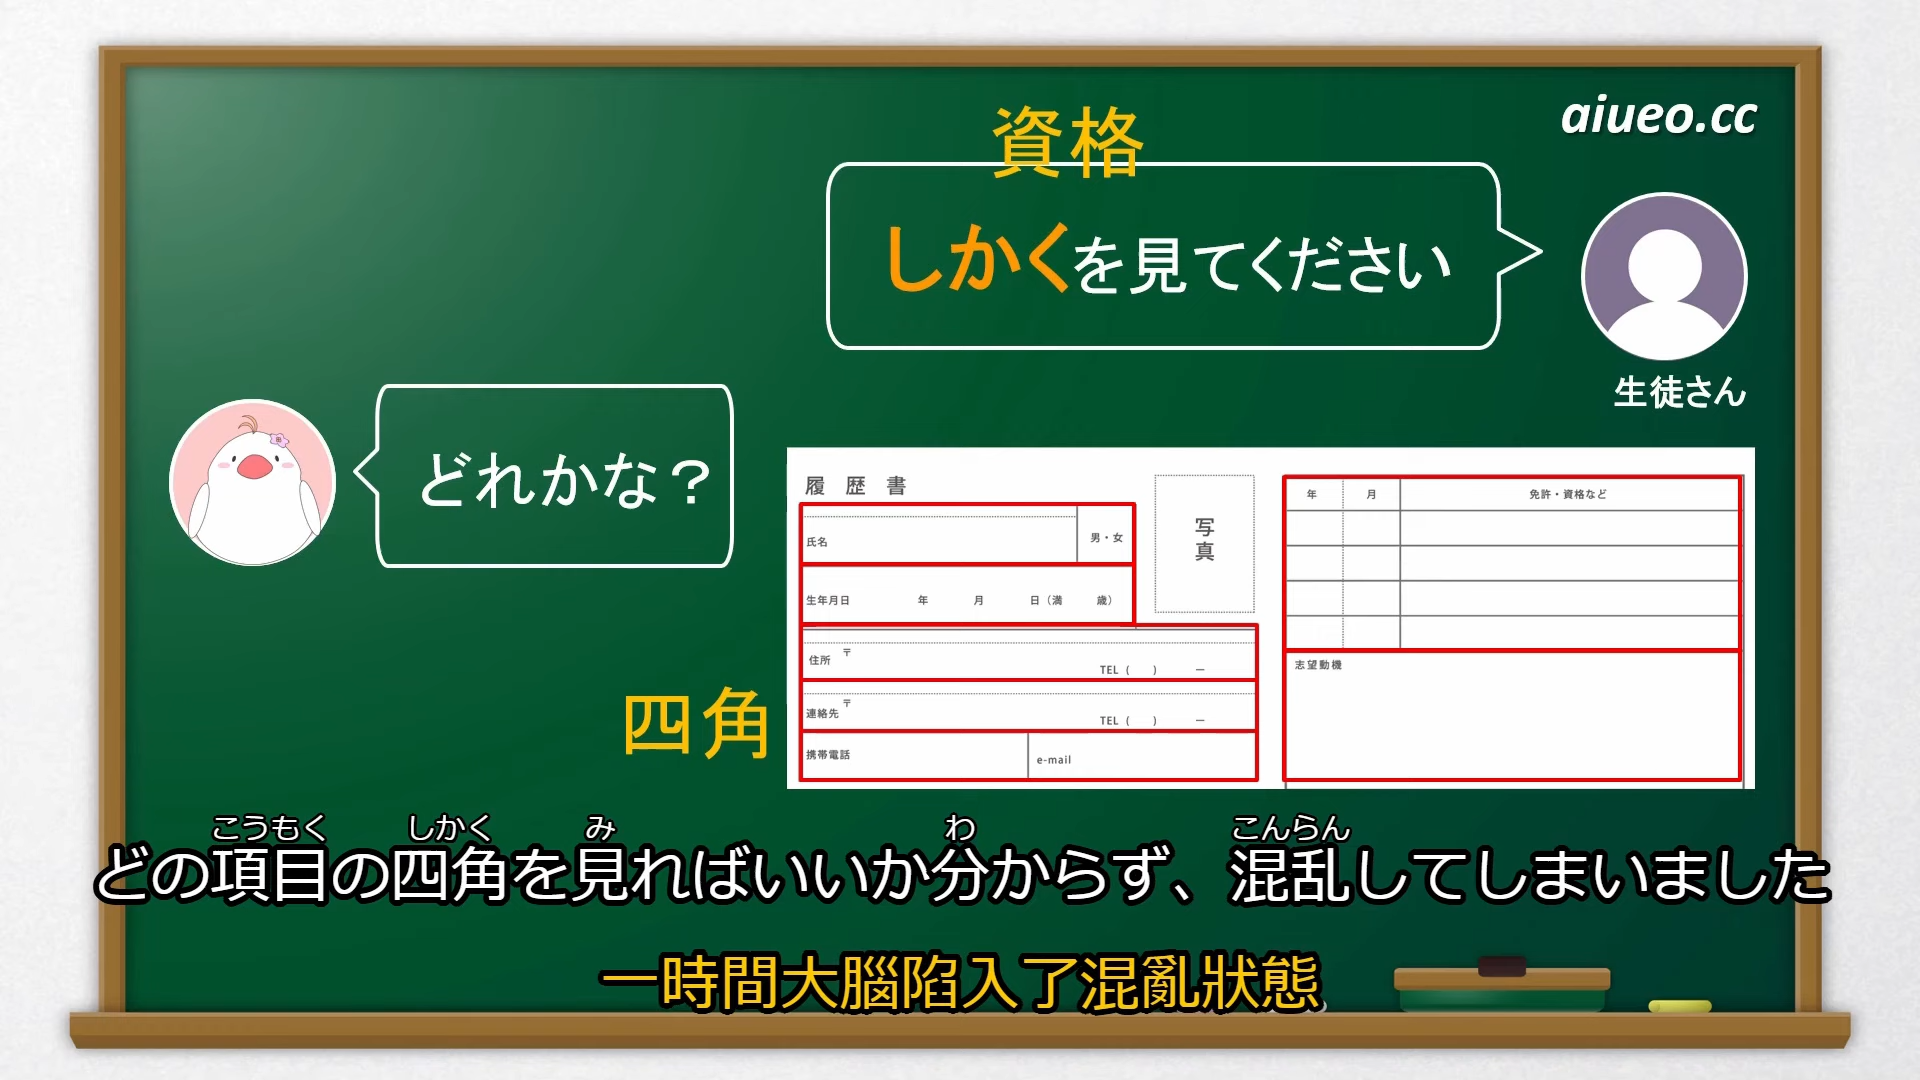 aiueo.cc
資格
しかくを見てください
生徒さん
どれかな？
履歴書
氏名
男・女
生年月日 年 月 日（満 歳）
写真
住所 〒
TEL ( ) ー
連絡先 〒
TEL ( ) ー
携帯電話
e-mail
年 月 免許・資格など
志望動機
四角
こうもく しかく み わ こんらん
どの項目の四角を見ればいいか分からず、混乱してしまいました
一時間大腦陷入了混亂狀態